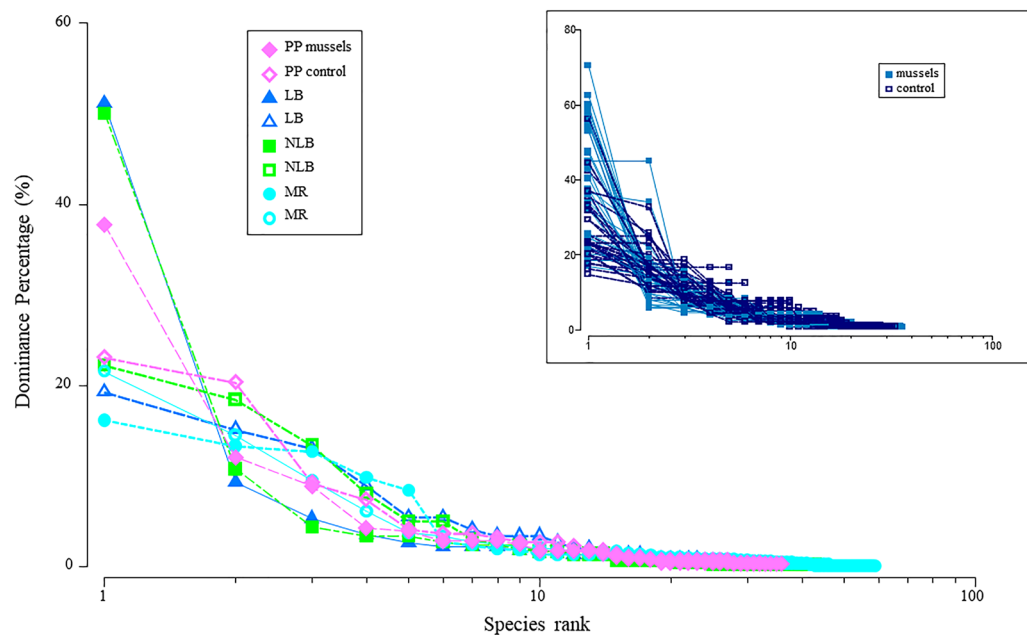 60
40
20
0
Dominance Percentage (%)
1
10
100
Species rank
PP mussels
PP control
LB
LB
NLB
NLB
MR
MR
80
60
40
20
0
1
10
100
mussels
control